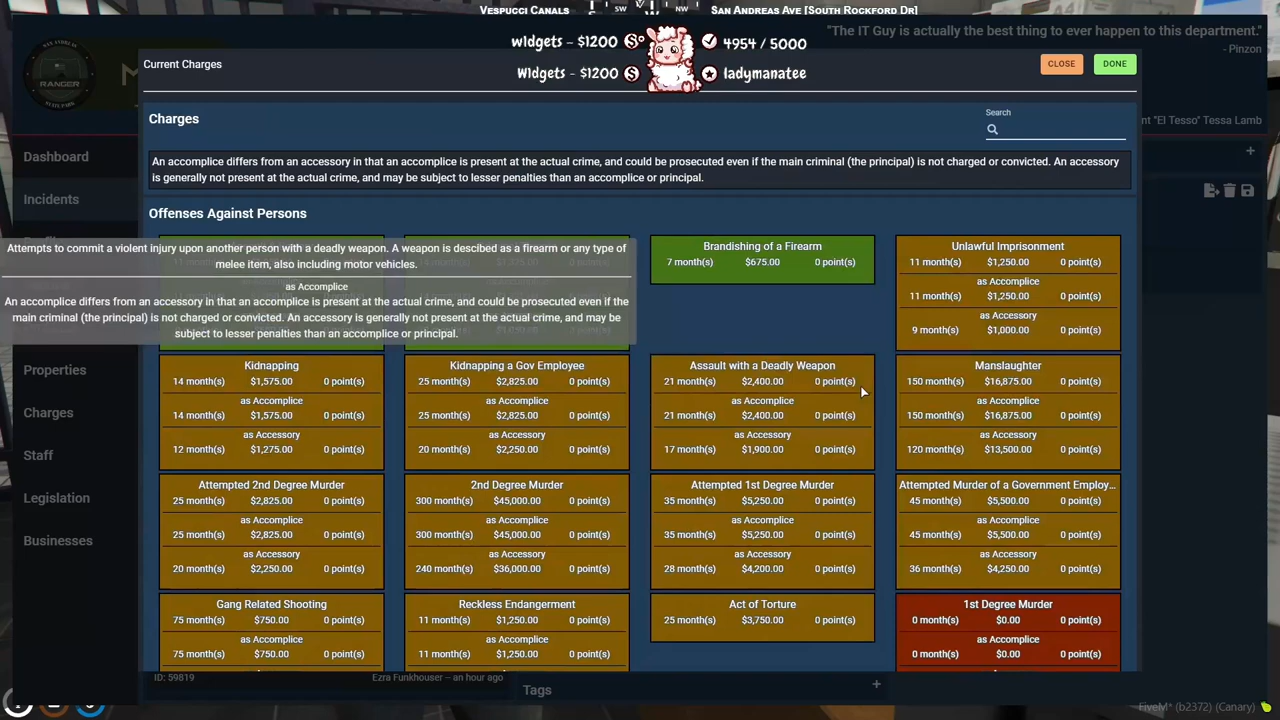 VESPUCCI CANALS
SW
W
NW
SAN ANDREAS AVE [SOUTH ROCKFORD DR]
"The IT Guy is actually the best thing to ever happen to this department."
- Pinzon
w1dgets - $1200
4954 / 5000
W1dgets - $1200
ladymanatee
RANGER
Current Charges
CLOSE
DONE
Charges
Search
nt "El Tesso" Tessa Lamb
An accomplice differs from an accessory in that an accomplice is present at the actual crime, and could be prosecuted even if the main criminal (the principal) is not charged or convicted. An accessory
is generally not present at the actual crime, and may be subject to lesser penalties than an accomplice or principal.
Dashboard
Incidents
Properties
Charges
Staff
Legislation
Businesses
Offenses Against Persons
Attempts to commit a violent injury upon another person with a deadly weapon. A weapon is descibed as a firearm or any type of
melee item, also including motor vehicles.
as Accomplice
An accomplice differs from an accessory in that an accomplice is present at the actual crime, and could be prosecuted even if the
main criminal (the principal) is not charged or convicted. An accessory is generally not present at the actual crime, and may be
subject to lesser penalties than an accomplice or principal.
Brandishing of a Firearm
7 month(s) $675.00 0 point(s)
Unlawful Imprisonment
11 month(s) $1,250.00 0 point(s)
as Accomplice
11 month(s) $1,250.00 0 point(s)
as Accessory
9 month(s) $1,000.00 0 point(s)
Kidnapping
14 month(s) $1,575.00 0 point(s)
as Accomplice
14 month(s) $1,575.00 0 point(s)
as Accessory
12 month(s) $1,275.00 0 point(s)
Kidnapping a Gov Employee
25 month(s) $2,825.00 0 point(s)
as Accomplice
25 month(s) $2,825.00 0 point(s)
as Accessory
20 month(s) $2,250.00 0 point(s)
Assault with a Deadly Weapon
21 month(s) $2,400.00 0 point(s)
as Accomplice
21 month(s) $2,400.00 0 point(s)
as Accessory
17 month(s) $1,900.00 0 point(s)
Manslaughter
150 month(s) $16,875.00 0 point(s)
as Accomplice
150 month(s) $16,875.00 0 point(s)
as Accessory
120 month(s) $13,500.00 0 point(s)
Attempted 2nd Degree Murder
25 month(s) $2,825.00 0 point(s)
as Accomplice
25 month(s) $2,825.00 0 point(s)
as Accessory
20 month(s) $2,250.00 0 point(s)
2nd Degree Murder
300 month(s) $45,000.00 0 point(s)
as Accomplice
300 month(s) $45,000.00 0 point(s)
as Accessory
240 month(s) $36,000.00 0 point(s)
Attempted 1st Degree Murder
35 month(s) $5,250.00 0 point(s)
as Accomplice
35 month(s) $5,250.00 0 point(s)
as Accessory
28 month(s) $4,200.00 0 point(s)
Attempted Murder of a Government Employ...
45 month(s) $5,500.00 0 point(s)
as Accomplice
45 month(s) $5,500.00 0 point(s)
as Accessory
36 month(s) $4,250.00 0 point(s)
Gang Related Shooting
75 month(s) $750.00 0 point(s)
as Accomplice
75 month(s) $750.00 0 point(s)
Reckless Endangerment
11 month(s) $1,250.00 0 point(s)
as Accomplice
11 month(s) $1,250.00 0 point(s)
Act of Torture
25 month(s) $3,750.00 0 point(s)
1st Degree Murder
0 month(s) $0.00 0 point(s)
as Accomplice
0 month(s) $0.00 0 point(s)
ID: 59819
Ezra Funkhouser – an hour ago
Tags
FiveM* (b2372) (Canary)